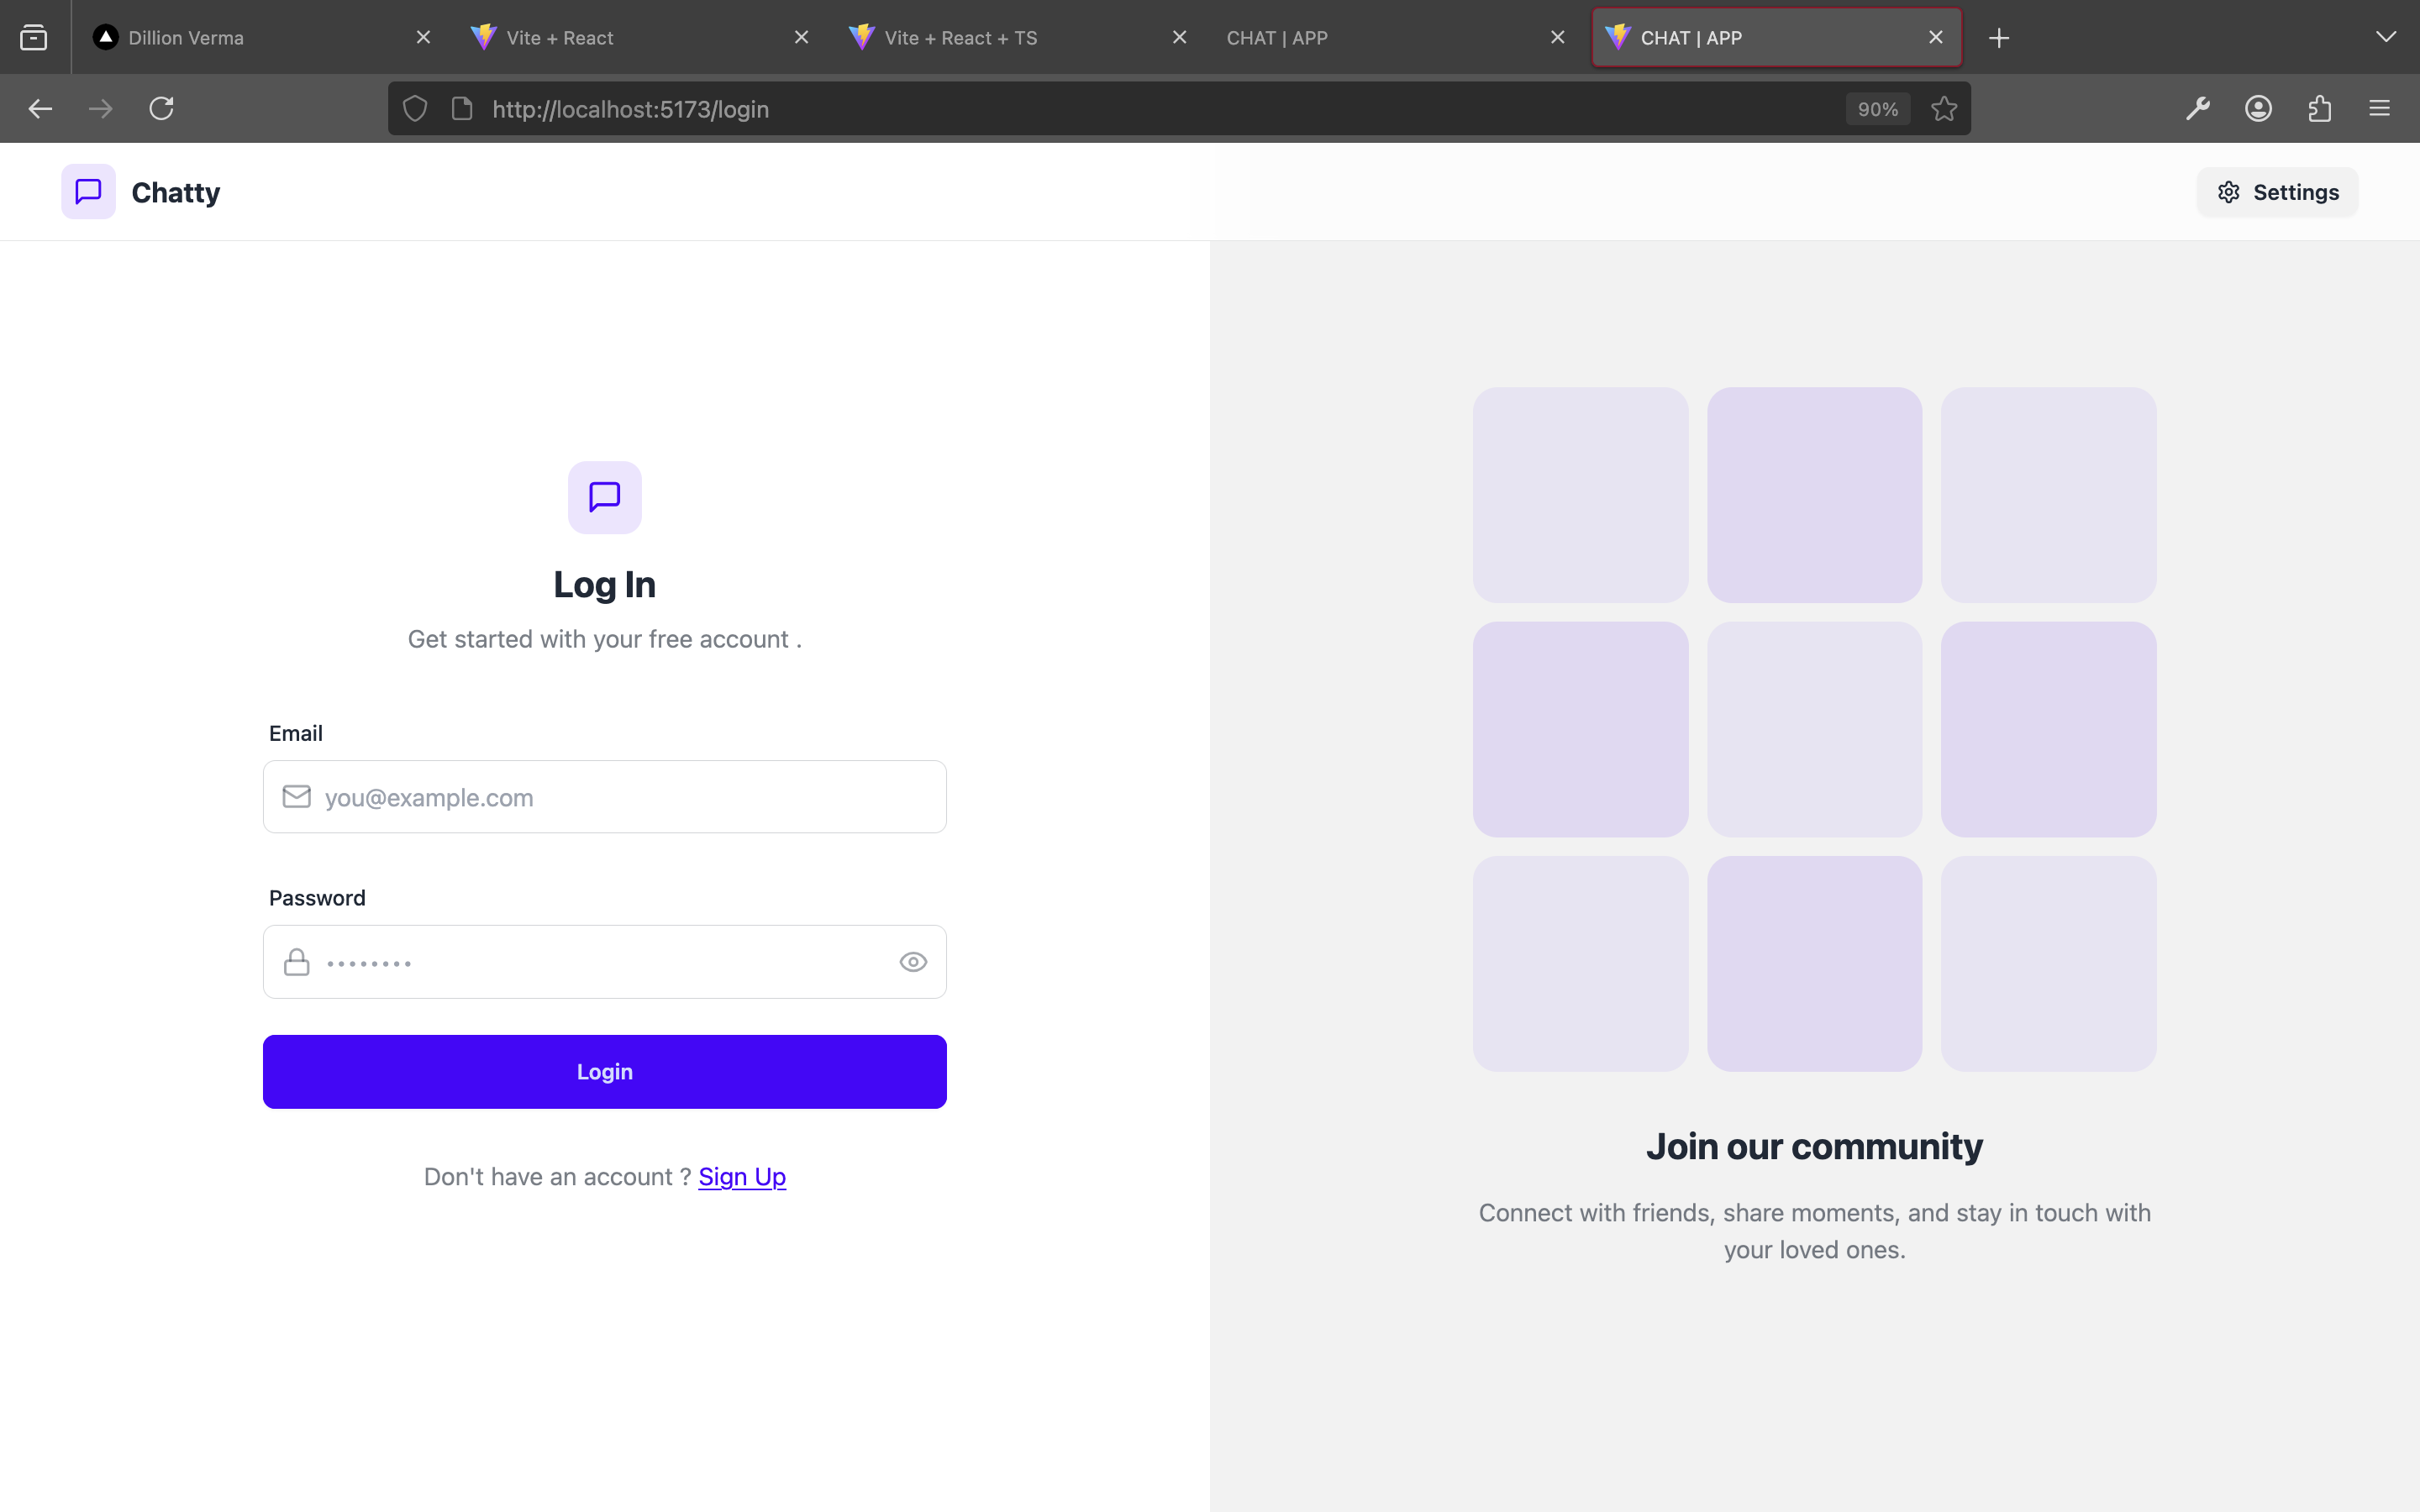 Dillion Verma
Vite + React
Vite + React + TS
CHAT | APP
CHAT | APP
http://localhost:5173/login
90%
Chatty
Settings
Log In
Get started with your free account .
Email
you@example.com
Password
••••••••
Login
Don't have an account ? Sign Up
Join our community
Connect with friends, share moments, and stay in touch with
your loved ones.